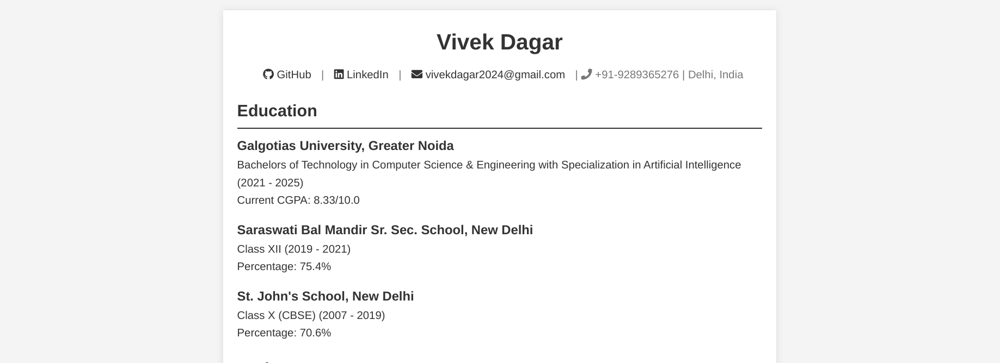 Vivek Dagar
GitHub | LinkedIn | vivekdagar2024@gmail.com | +91-9289365276 | Delhi, India
Education
Galgotias University, Greater Noida
Bachelors of Technology in Computer Science & Engineering with Specialization in Artificial Intelligence
(2021 - 2025)
Current CGPA: 8.33/10.0
Saraswati Bal Mandir Sr. Sec. School, New Delhi
Class XII (2019 - 2021)
Percentage: 75.4%
St. John's School, New Delhi
Class X (CBSE) (2007 - 2019)
Percentage: 70.6%